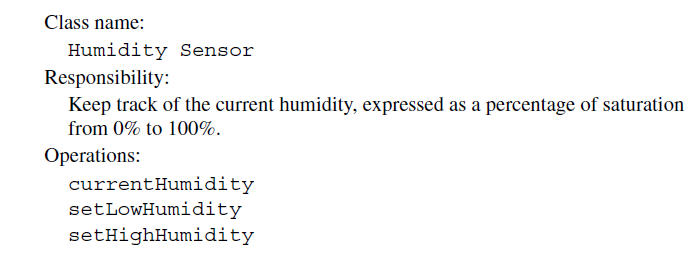 Class name:
Humidity Sensor
Responsibility:
Keep track of the current humidity, expressed as a percentage of saturation
from 0% to 100%.
Operations:
currentHumidity
setLowHumidity
setHighHumidity